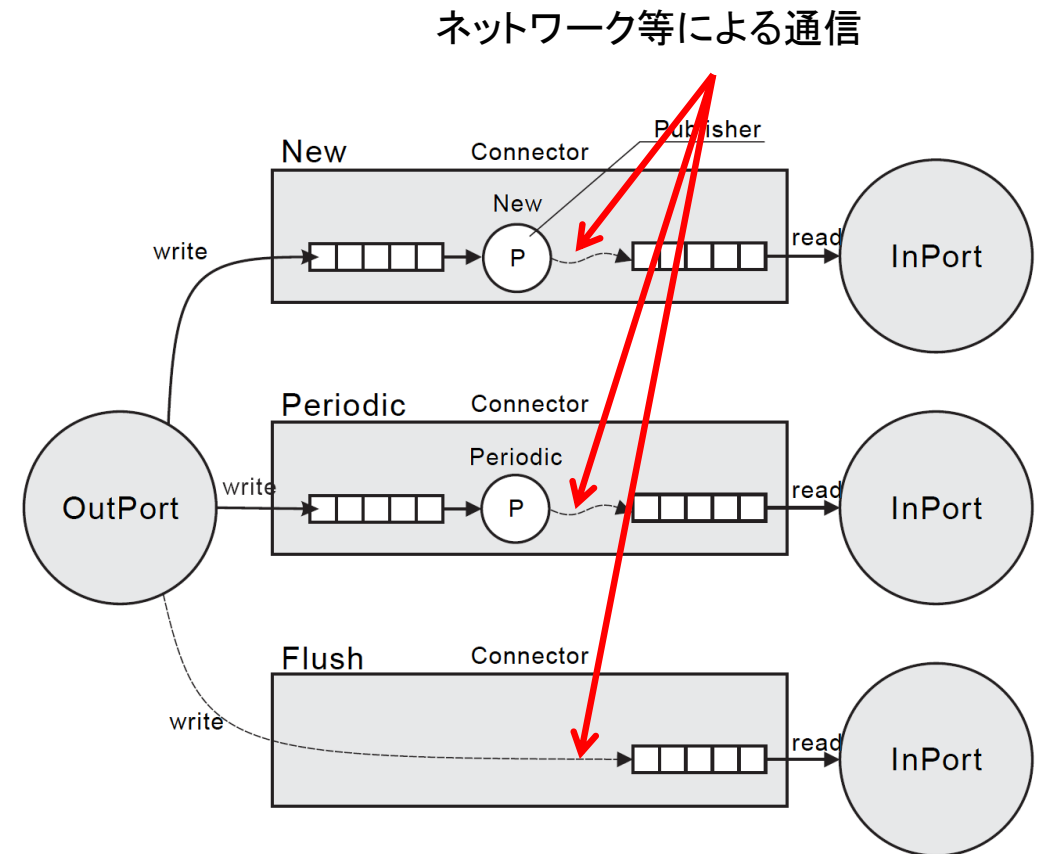 ネットワーク等による通信
Publisher
New
Connector
New
write
P
read
InPort
Periodic
Connector
Periodic
OutPort
write
P
read
InPort
Flush
Connector
write
read
InPort